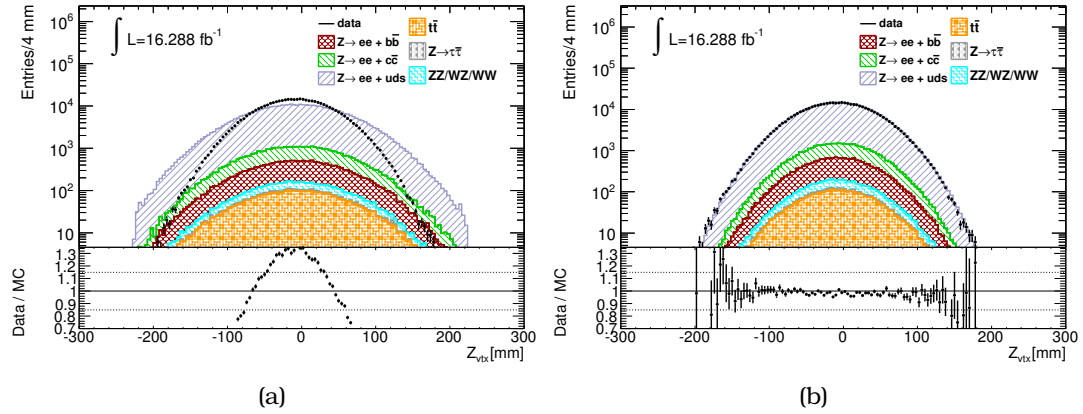 Entries/4 mm
10⁶
10⁵
10⁴
10³
10²
10
∫ L=16.288 fb⁻¹
data
Z→ ee + bb̅
Z→ ee + cc̅
Z→ ee + uds
tt̅
Z→ττ̅
ZZ/WZ/WW
Data / MC
1.3
1.2
1.1
1.0
0.9
0.8
0.7
-300 -200 -100 0 100 200 300
Z_vtx[mm]
(a)
Entries/4 mm
10⁶
10⁵
10⁴
10³
10²
10
∫ L=16.288 fb⁻¹
data
Z→ ee + bb̅
Z→ ee + cc̅
Z→ ee + uds
tt̅
Z→ττ̅
ZZ/WZ/WW
Data / MC
1.3
1.2
1.1
1.0
0.9
0.8
0.7
-300 -200 -100 0 100 200 300
Z_vtx[mm]
(b)